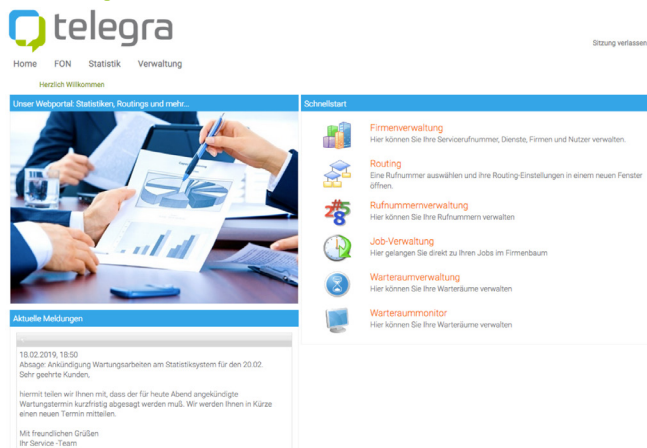 telegra
Sitzung verlassen
Home FON Statistik Verwaltung
Herzlich Willkommen
Unser Webportal: Statistiken, Routings und mehr...
Schnellstart
Firmenverwaltung
Hier können Sie Ihre Servicerufnummer, Dienste, Firmen und Nutzer verwalten.
Routing
Eine Rufnummer auswählen und ihre Routing-Einstellungen in einem neuen Fenster
öffnen.
Rufnummernverwaltung
Hier können Sie Ihre Rufnummern verwalten
Job-Verwaltung
Hier gelangen Sie direkt zu Ihren Jobs im Firmenbaum
Warteraumverwaltung
Hier können Sie Ihre Warteräume verwalten
Warteraummonitor
Hier können Sie Ihre Warteräume verwalten
Aktuelle Meldungen
18.02.2019, 18:50
Absage: Ankündigung Wartungsarbeiten am Statistiksystem für den 20.02.
Sehr geehrte Kunden,
hiermit teilen wir Ihnen mit, dass der für heute Abend angekündigte
Wartungstermin kurzfristig abgesagt werden muß. Wir werden Ihnen in Kürze
einen neuen Termin mitteilen.
Mit freundlichen Grüßen
Ihr Service -Team